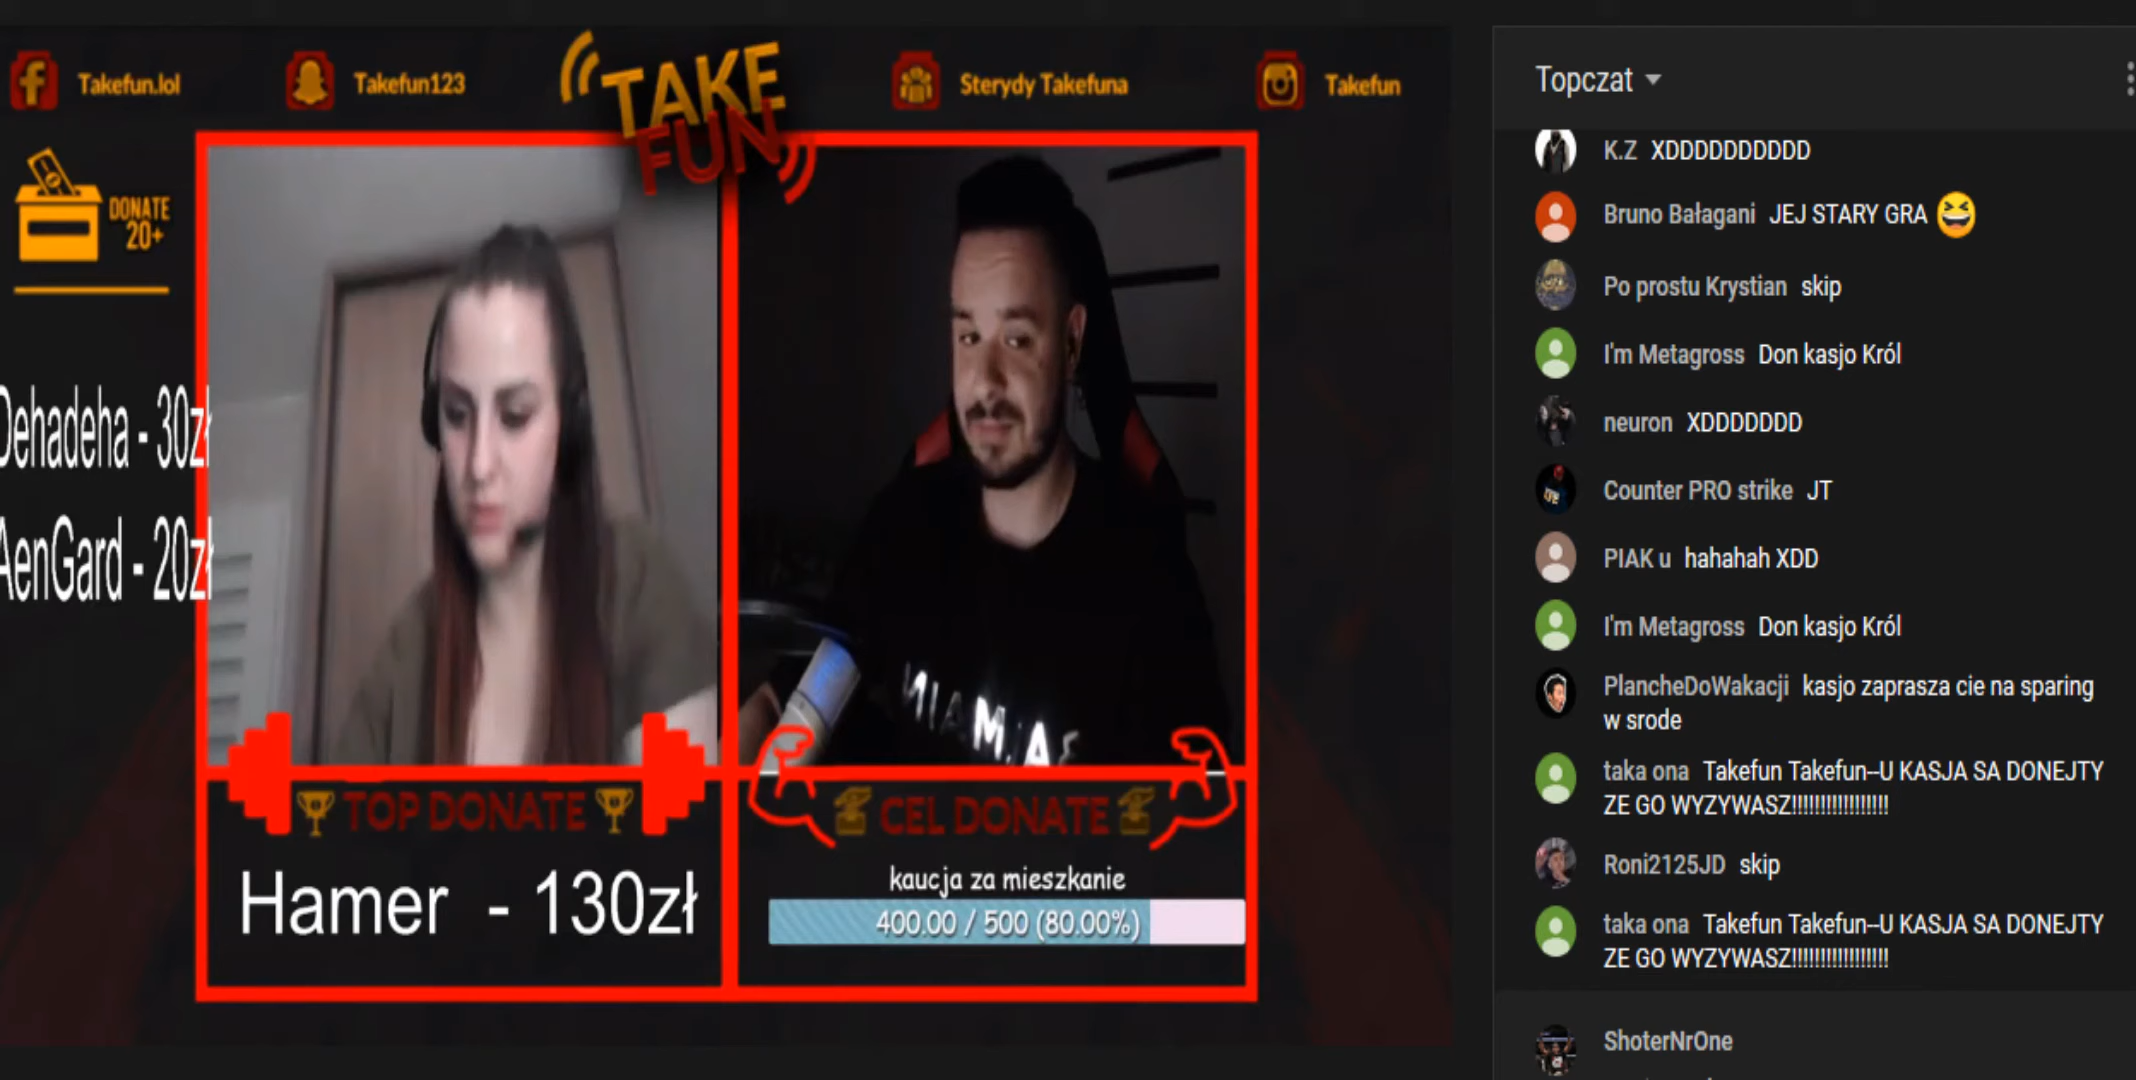 Takefun.lol
Takefun123
TAKE
FUN
Sterydy Takefuna
Takefun
DONATE
20+
Dehadeha - 30zł
AenGard - 20zł
TOP DONATE
Hamer - 130zł
CEL DONATE
kaucja za mieszkanie
400.00 / 500 (80.00%)
Topczat
K.Z XDDDDDDDDDD
Bruno Bałagani JEJ STARY GRA 😆
Po prostu Krystian skip
I'm Metagross Don kasjo Król
neuron XDDDDDDD
Counter PRO strike JT
PIAK u hahahah XDD
I'm Metagross Don kasjo Król
PlancheDoWakacji kasjo zaprasza cie na sparing
w srode
taka ona Takefun Takefun--U KASJA SA DONEJTY
ZE GO WYZYWASZ!!!!!!!!!!!!!!!!!
Roni2125JD skip
taka ona Takefun Takefun--U KASJA SA DONEJTY
ZE GO WYZYWASZ!!!!!!!!!!!!!!!!!
ShoterNrOne